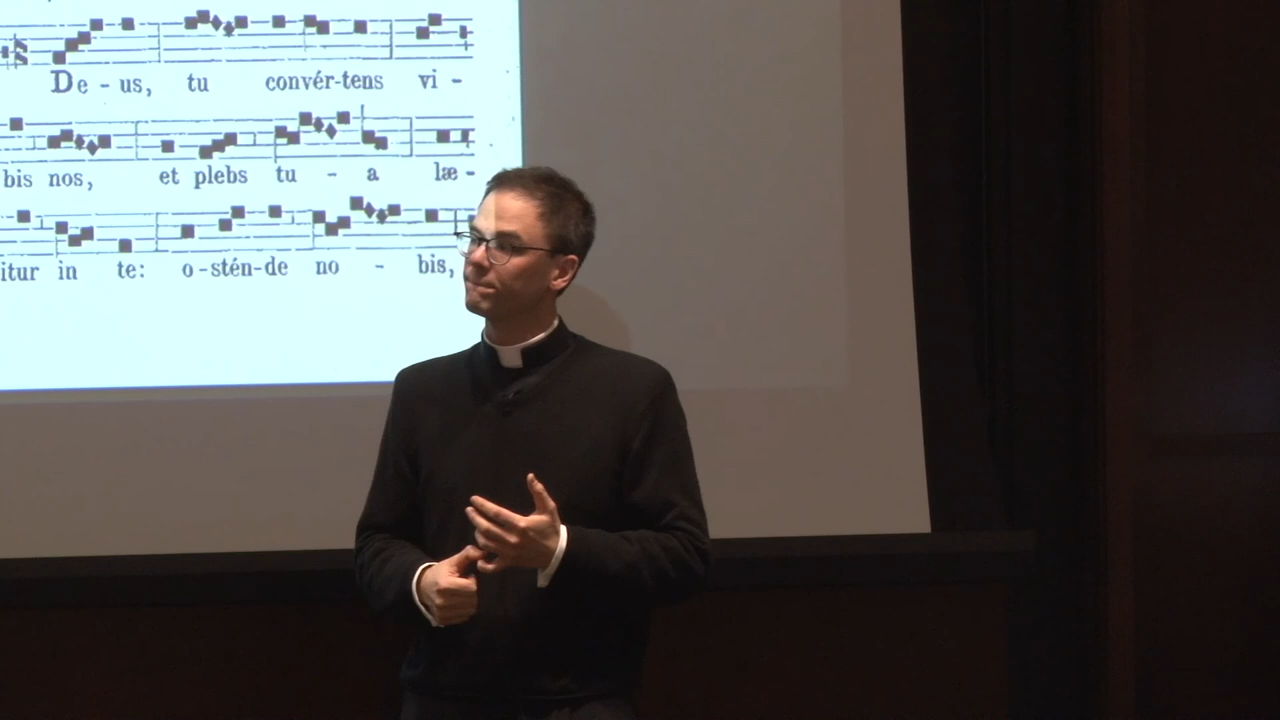 De - us, tu convér-tens vi -
bis nos, et plebs tu - a læ -
itur in te: o-stén-de no - bis,